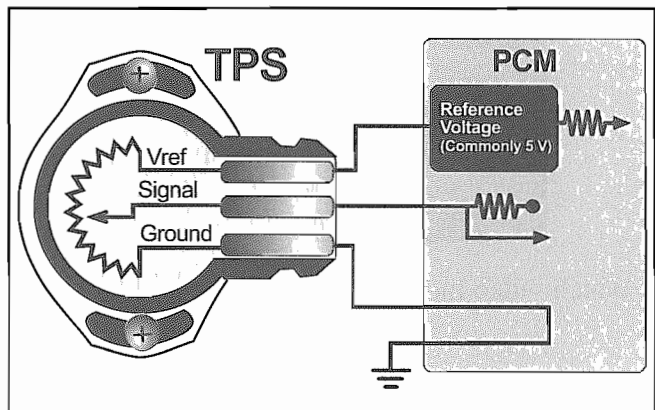 TPS
PCM
Reference
Voltage
(Commonly 5 V)
Vref
Signal
Ground